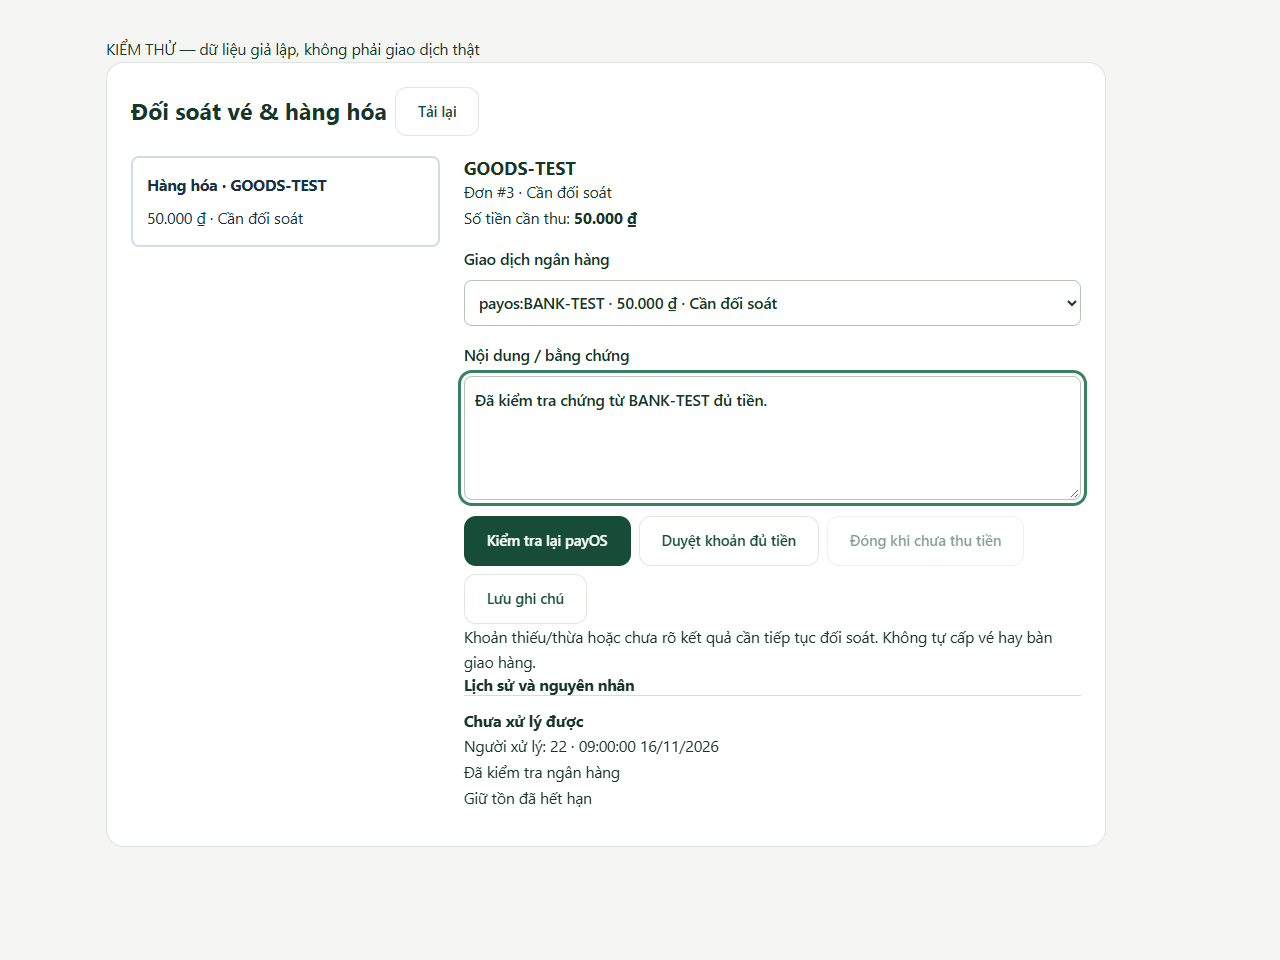 KIỂM THỬ — dữ liệu giả lập, không phải giao dịch thật
Đối soát vé & hàng hóa
Tải lại
Hàng hóa · GOODS-TEST
50.000 ₫ · Cần đối soát
GOODS-TEST
Đơn #3 · Cần đối soát
Số tiền cần thu: 50.000 ₫
Giao dịch ngân hàng
payos:BANK-TEST · 50.000 ₫ · Cần đối soát
Nội dung / bằng chứng
Đã kiểm tra chứng từ BANK-TEST đủ tiền.
Kiểm tra lại payOS
Duyệt khoản đủ tiền
Đóng khi chưa thu tiền
Lưu ghi chú
Khoản thiếu/thừa hoặc chưa rõ kết quả cần tiếp tục đối soát. Không tự cấp vé hay bàn
giao hàng.
Lịch sử và nguyên nhân
Chưa xử lý được
Người xử lý: 22 · 09:00:00 16/11/2026
Đã kiểm tra ngân hàng
Giữ tồn đã hết hạn